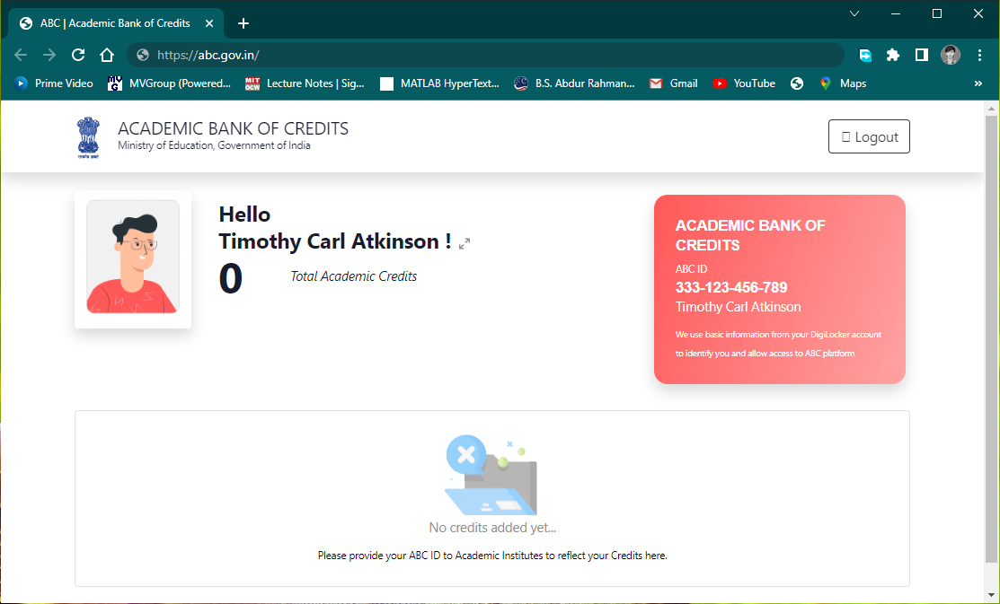 ABC | Academic Bank of Credits
https://abc.gov.in/
Prime Video
MVGroup (Powered...
MIT OCW
Lecture Notes | Sig...
MATLAB HyperText...
B.S. Abdur Rahman...
Gmail
YouTube
Maps
»
ACADEMIC BANK OF CREDITS
Ministry of Education, Government of India
Logout
Hello
Timothy Carl Atkinson !
0 Total Academic Credits
ACADEMIC BANK OF
CREDITS
ABC ID
333-123-456-789
Timothy Carl Atkinson
We use basic information from your DigiLocker account
to identify you and allow access to ABC platform
No credits added yet...
Please provide your ABC ID to Academic Institutes to reflect your Credits here.